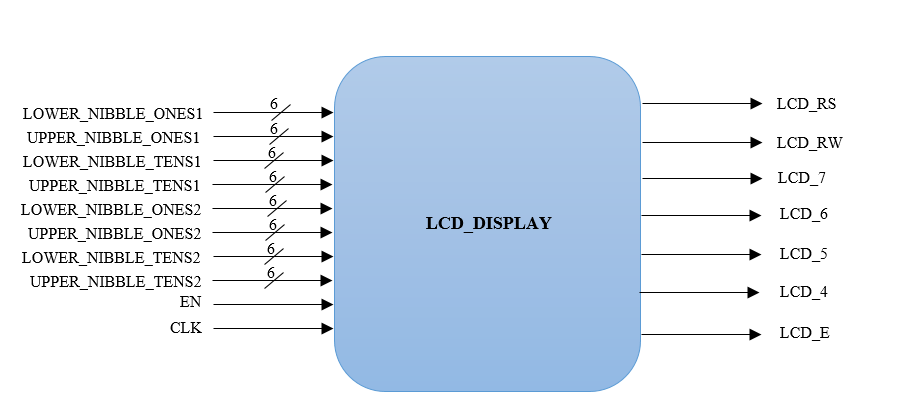 6
LOWER_NIBBLE_ONES1
6
UPPER_NIBBLE_ONES1
6
LOWER_NIBBLE_TENS1
6
UPPER_NIBBLE_TENS1
6
LOWER_NIBBLE_ONES2
6
UPPER_NIBBLE_ONES2
6
LOWER_NIBBLE_TENS2
6
UPPER_NIBBLE_TENS2
EN
CLK
LCD_DISPLAY
LCD_RS
LCD_RW
LCD_7
LCD_6
LCD_5
LCD_4
LCD_E